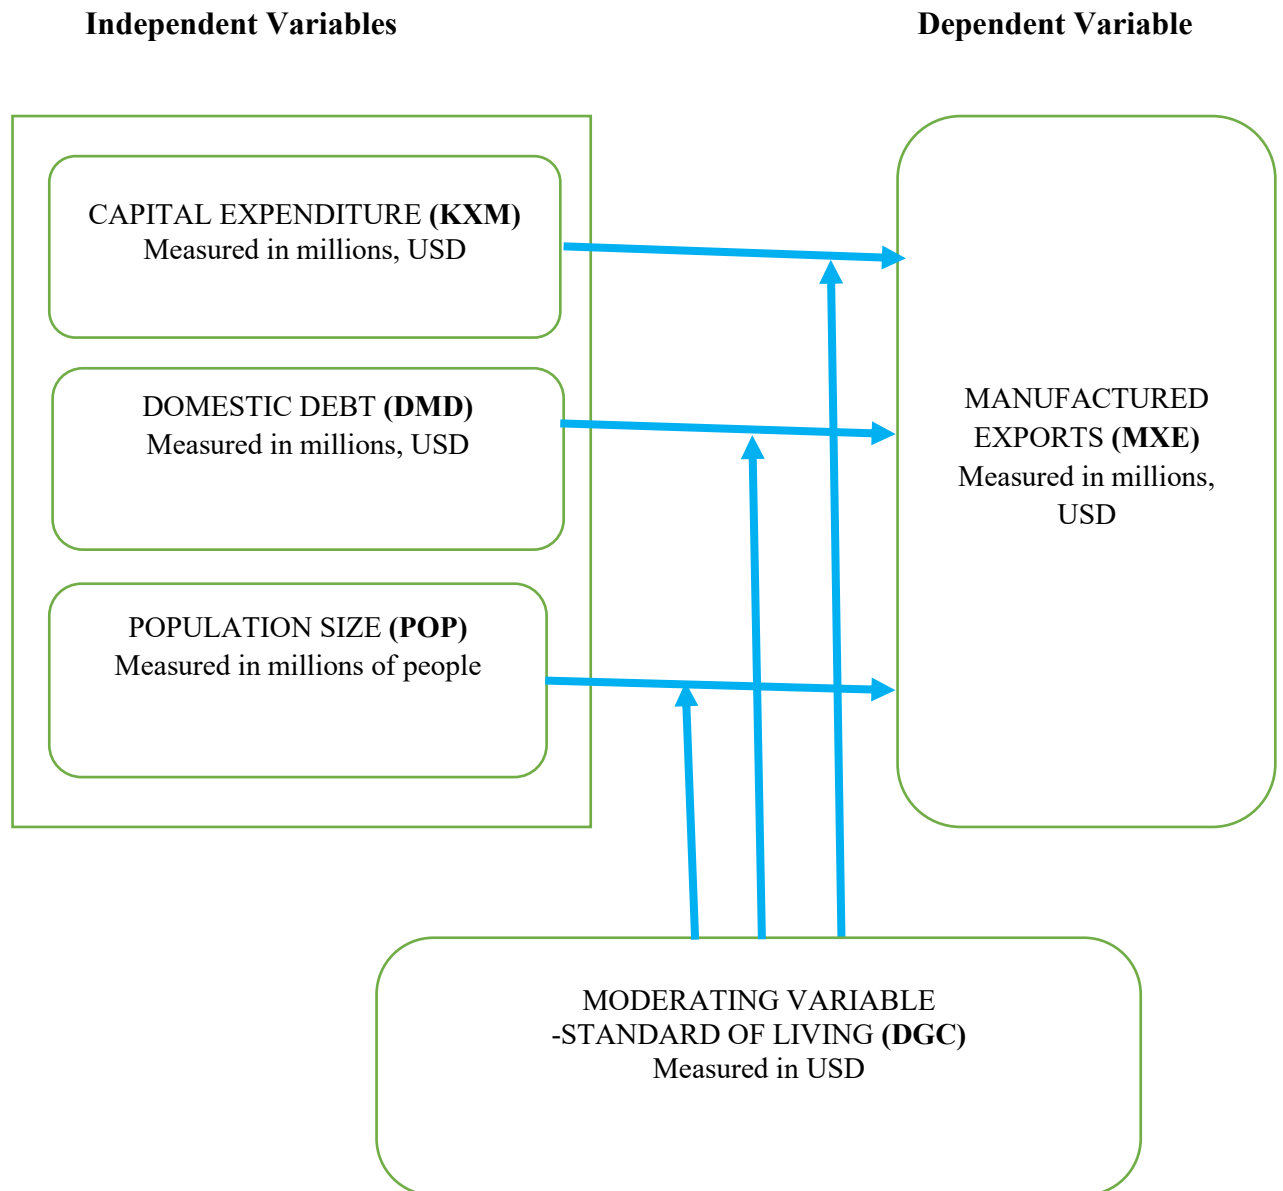 Independent Variables
Dependent Variable
CAPITAL EXPENDITURE (KXM)
Measured in millions, USD
DOMESTIC DEBT (DMD)
Measured in millions, USD
POPULATION SIZE (POP)
Measured in millions of people
MANUFACTURED
EXPORTS (MXE)
Measured in millions,
USD
MODERATING VARIABLE
-STANDARD OF LIVING (DGC)
Measured in USD